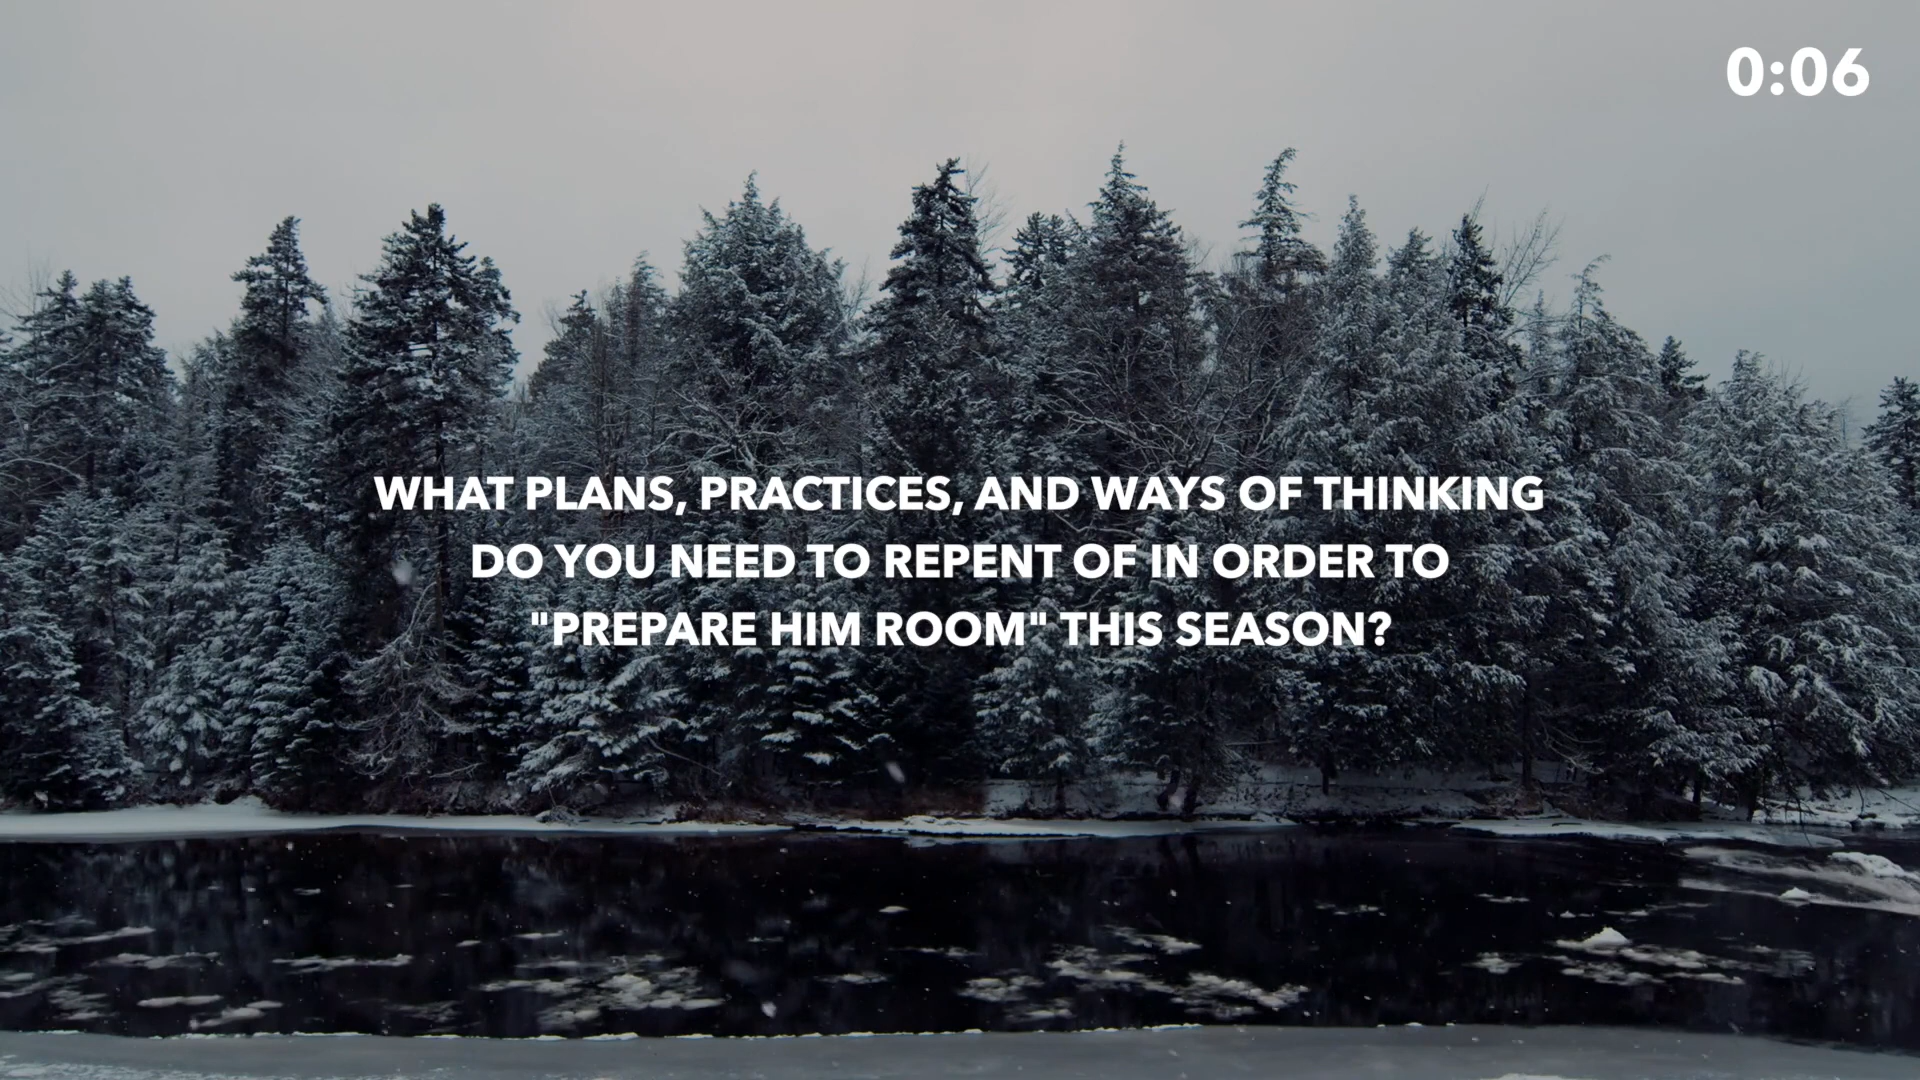 0:06
WHAT PLANS, PRACTICES, AND WAYS OF THINKING
DO YOU NEED TO REPENT OF IN ORDER TO
"PREPARE HIM ROOM" THIS SEASON?